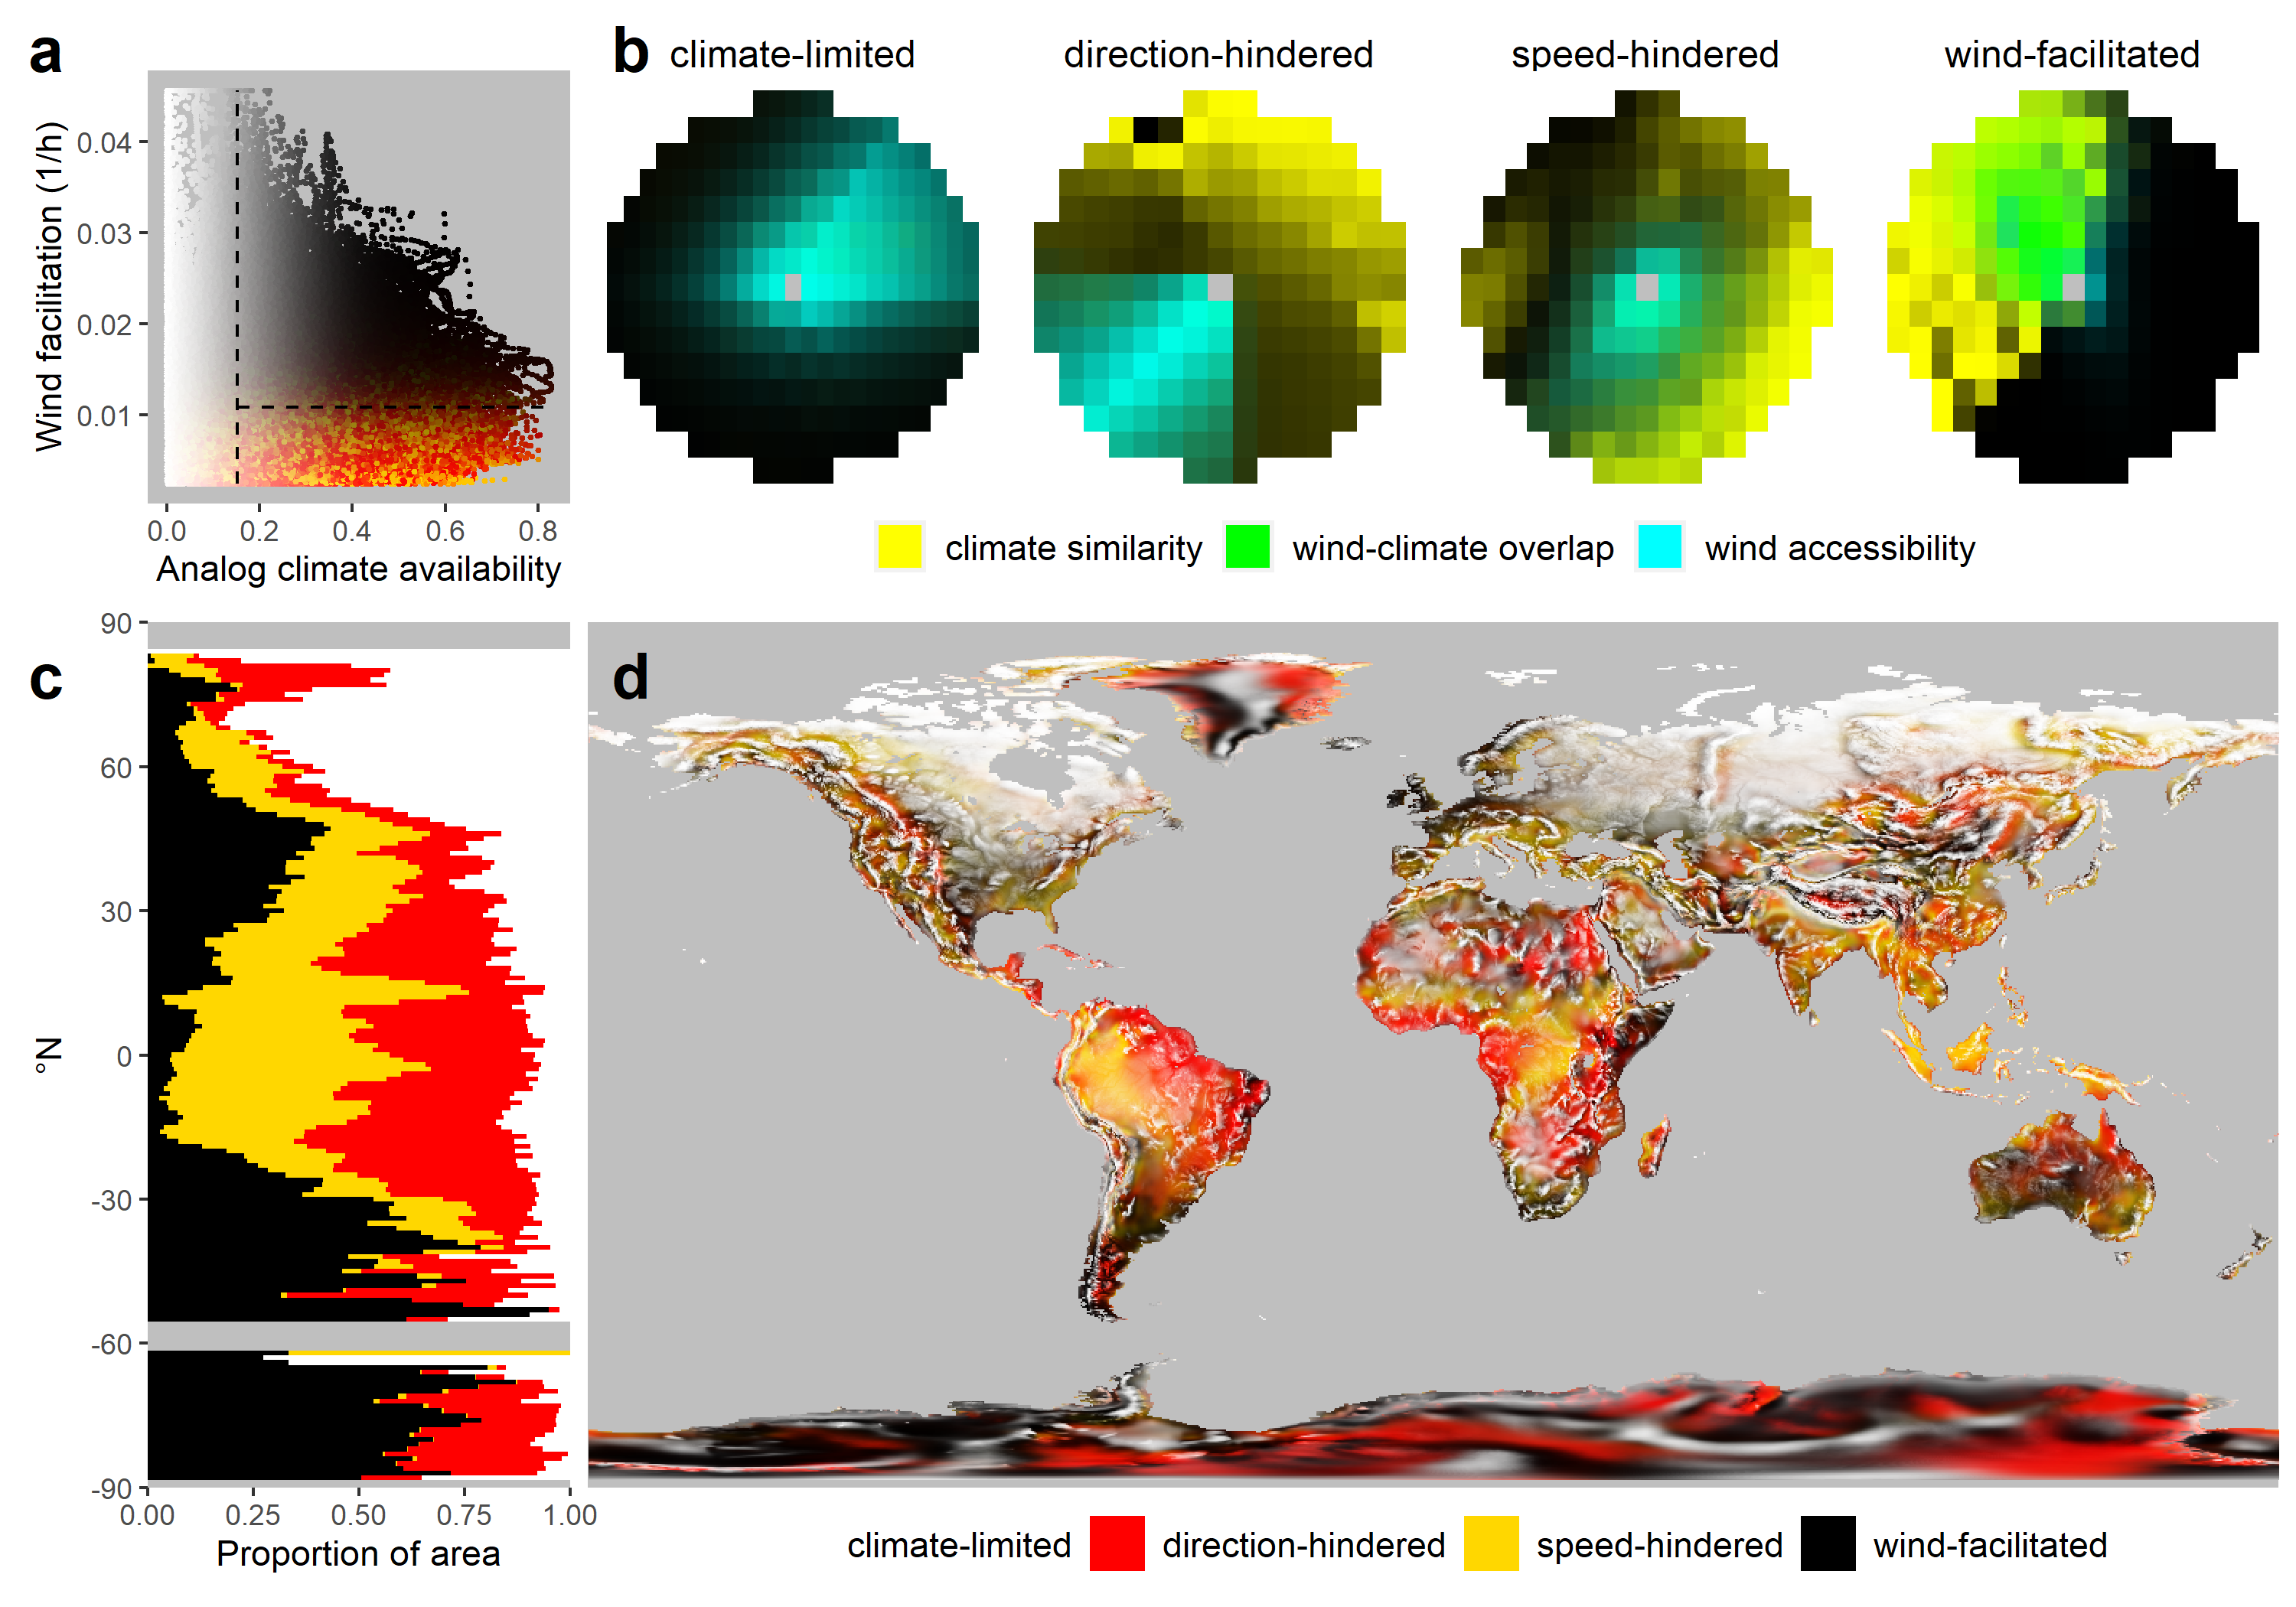 a
0.04
0.03
0.02
0.01
Wind facilitation (1/h)
0.0 0.2 0.4 0.6 0.8
Analog climate availability
b
climate-limited direction-hindered speed-hindered wind-facilitated
climate similarity wind-climate overlap wind accessibility
c
90
60
30
0
-30
-60
-90
°N
0.00 0.25 0.50 0.75 1.00
Proportion of area
d
climate-limited direction-hindered speed-hindered wind-facilitated